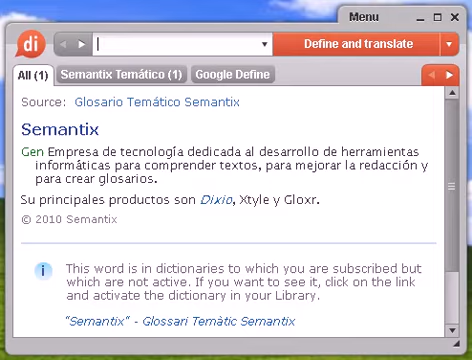 Menu
di
Define and translate
All (1) Semantix Temático (1) Google Define
Source: Glosario Temático Semantix
Semantix
Gen Empresa de tecnología dedicada al desarrollo de herramientas
informáticas para comprender textos, para mejorar la redacción y
para crear glosarios.
Su principales productos son Dixio, Xtyle y Gloxr.
© 2010 Semantix
i
This word is in dictionaries to which you are subscribed but
which are not active. If you want to see it, click on the link
and activate the dictionary in your Library.
"Semantix" - Glossari Temàtic Semantix